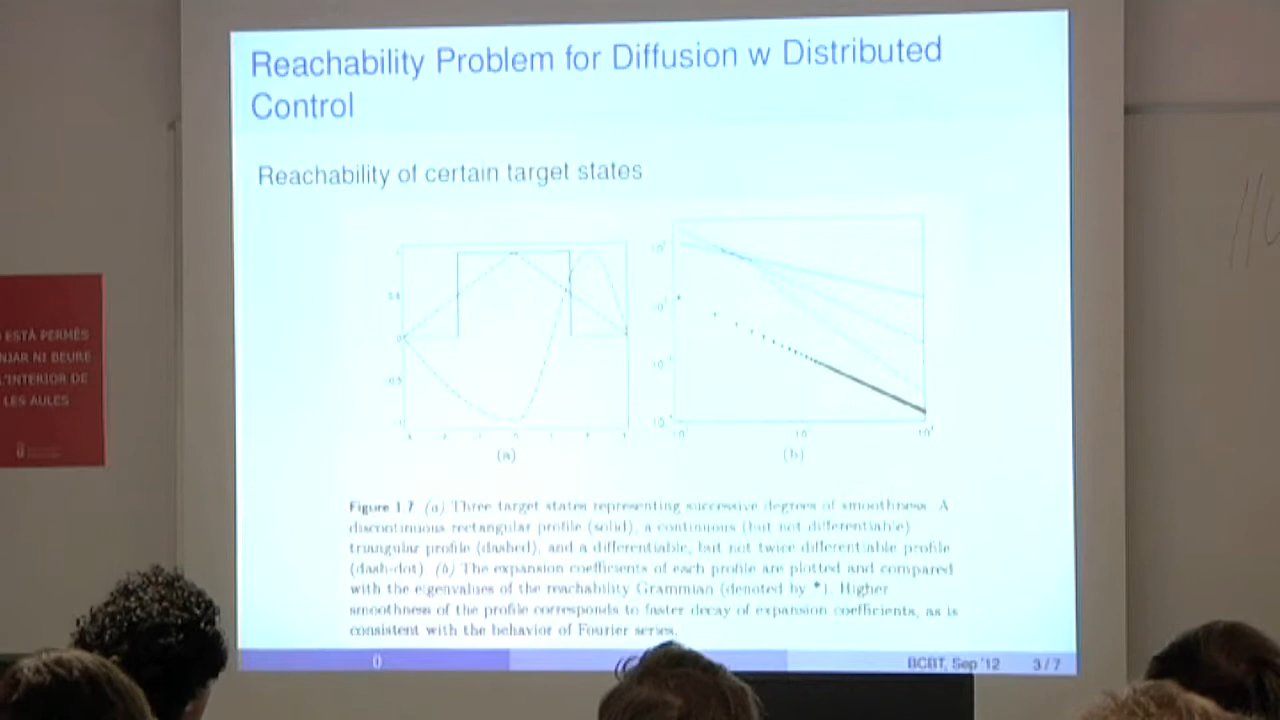 Reachability Problem for Diffusion w Distributed
Control
Reachability of certain target states
(a)
(b)
Figure 1.7 (a) Three target states representing successive degrees of smoothness. A
discontinuous rectangular profile (solid), a continuous (but not differentiable)
triangular profile (dashed), and a differentiable, but not twice differentiable profile
(dash-dot) (b) The expansion coefficients of each profile are plotted and compared
with the eigenvalues of the reachability Grammian (denoted by *). Higher
smoothness of the profile corresponds to faster decay of expansion coefficients, as is
consistent with the behavior of Fourier series.
0
BCBT, Sep '12 3 / 7
ESTÀ PERMÈS
NJAR NI BEURE
L'INTERIOR DE
LES AULES